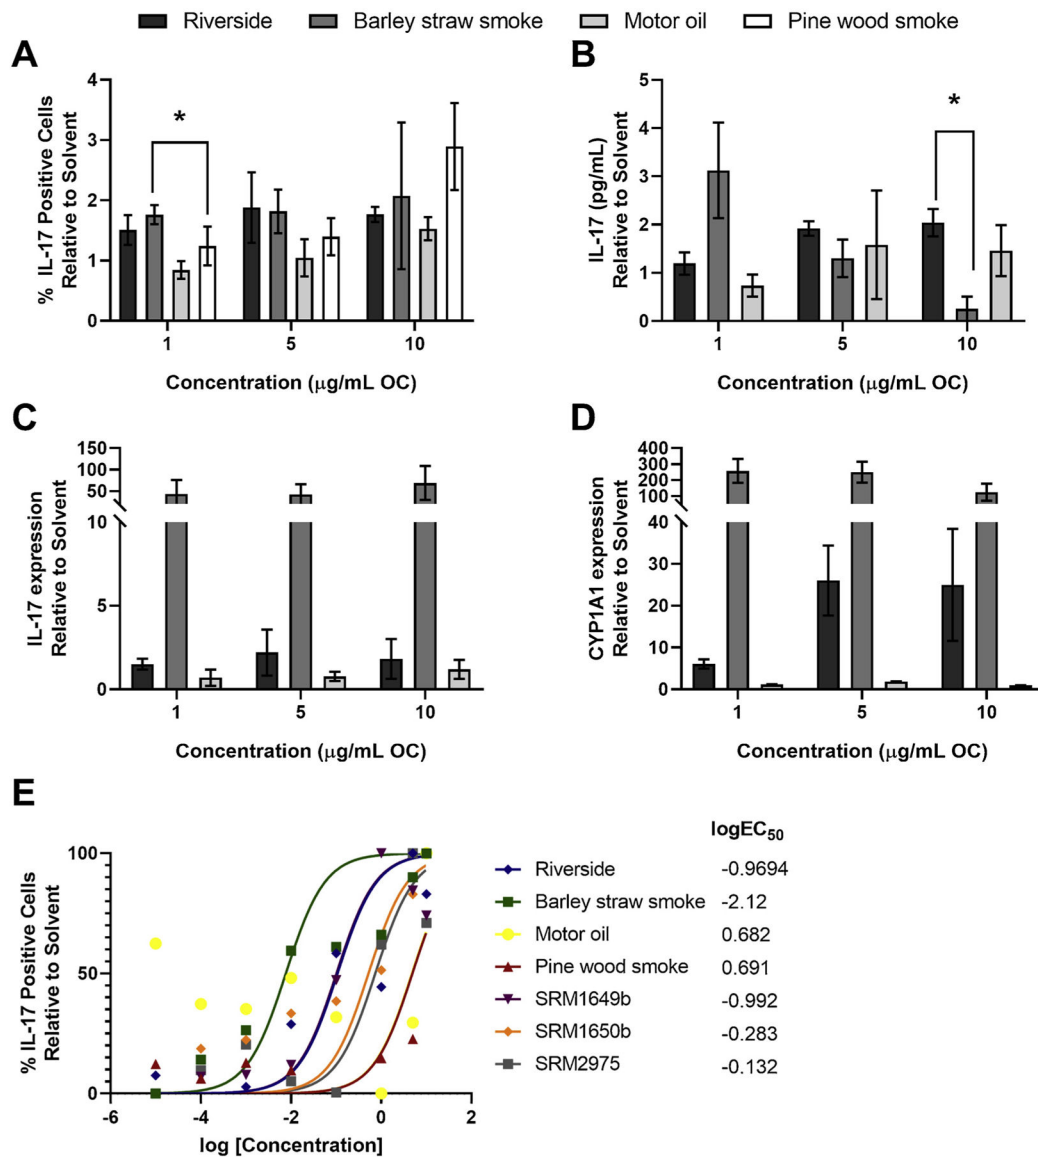 Riverside Barley straw smoke Motor oil Pine wood smoke
A
% IL-17 Positive Cells
Relative to Solvent
4
3
2
1
0
*
1 5 10
Concentration (μg/mL OC)
B
IL-17 (pg/mL)
Relative to Solvent
5
4
3
2
1
0
*
1 5 10
Concentration (μg/mL OC)
C
IL-17 expression
Relative to Solvent
150
100
50
10
5
0
1 5 10
Concentration (μg/mL OC)
D
CYP1A1 expression
Relative to Solvent
400
300
200
100
40
30
20
10
0
1 5 10
Concentration (μg/mL OC)
E
% IL-17 Positive Cells
Relative to Solvent
100
50
0
-6 -4 -2 0 2
log [Concentration]
logEC50
Riverside -0.9694
Barley straw smoke -2.12
Motor oil 0.682
Pine wood smoke 0.691
SRM1649b -0.992
SRM1650b -0.283
SRM2975 -0.132